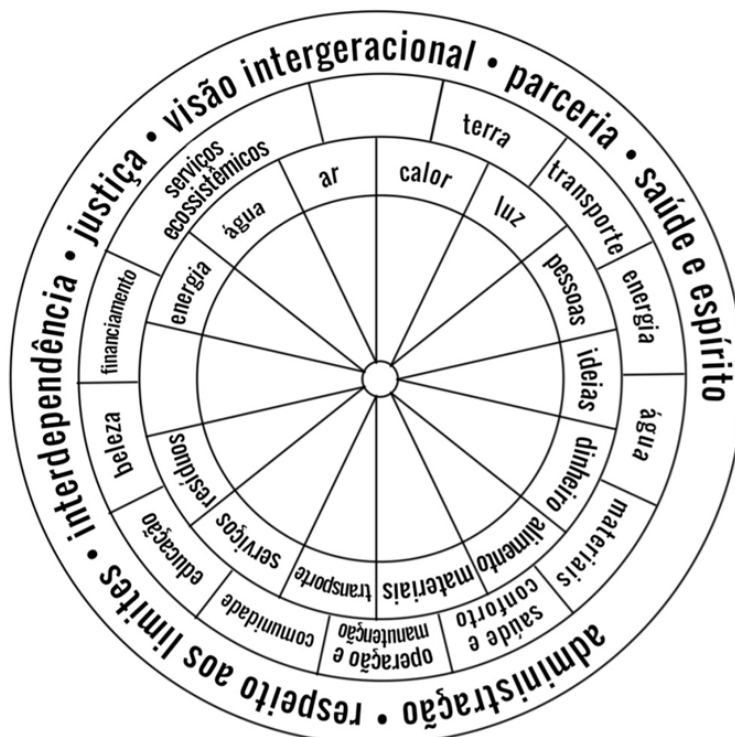 justiça • visão intergeracional • parceria • saúde e espírito
administração • respeito aos limites • interdependência •
terra
transporte
energia
água
materiais
saúde e
conforto
operação e
manutenção
comunidade
educação
beleza
financiamento
serviços
ecossistêmicos
ar
calor
luz
pessoas
ideias
dinheiro
alimento
materiais
transporte
serviços
resíduos
energia
água